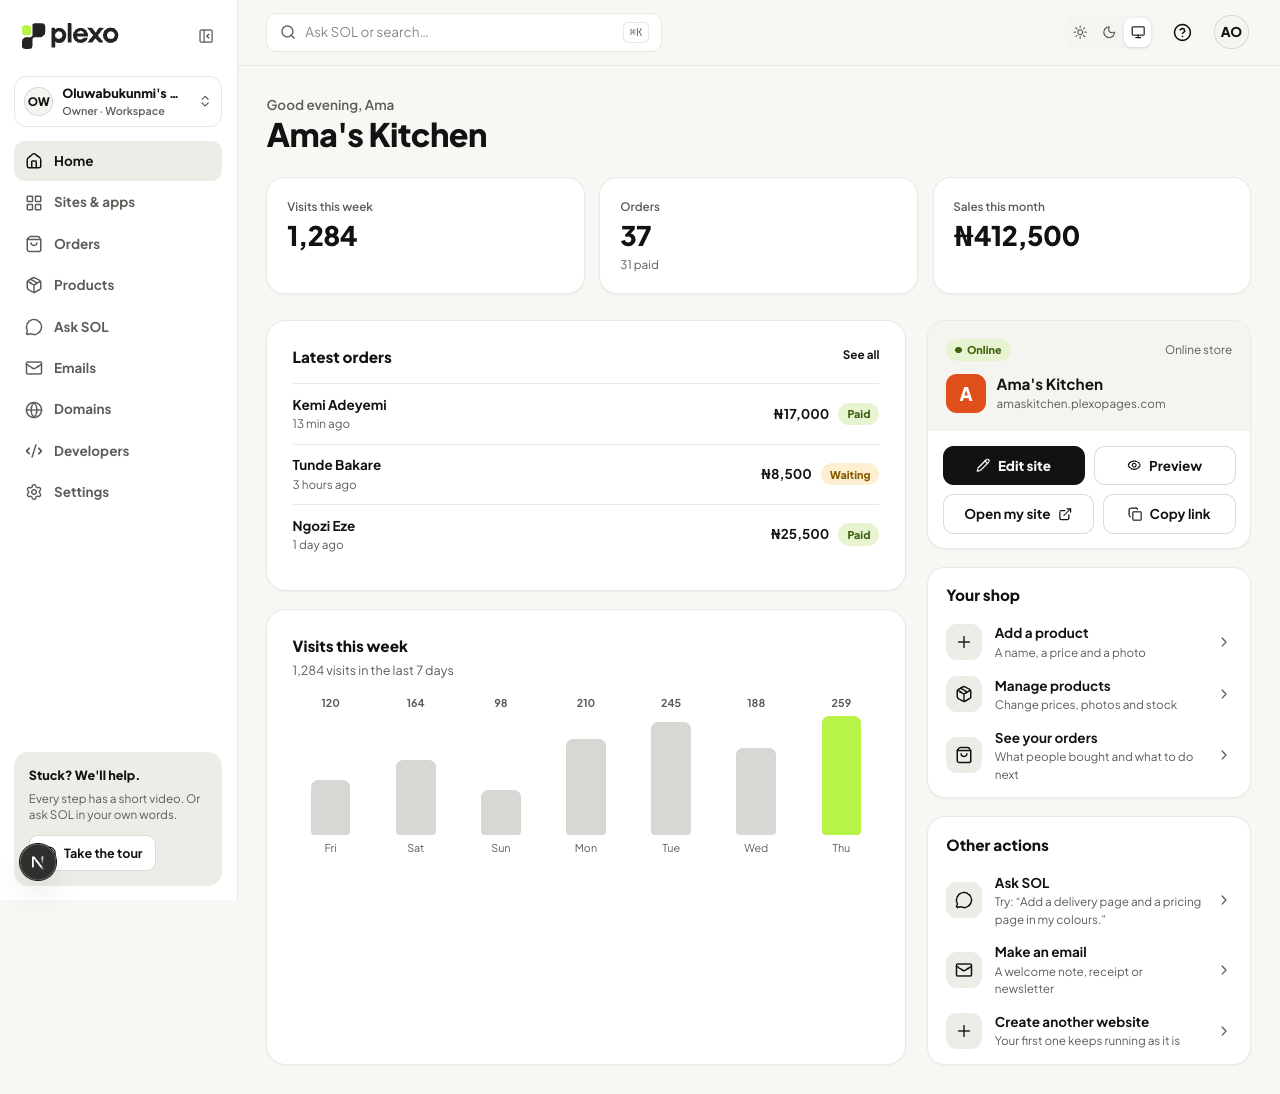 plexo
Ask SOL or search...
⌘K
AO
OW
Oluwabukunmi's ...
Owner · Workspace
Home
Sites & apps
Orders
Products
Ask SOL
Emails
Domains
Developers
Settings
Stuck? We'll help.
Every step has a short video. Or
ask SOL in your own words.
Take the tour
N
Good evening, Ama
Ama's Kitchen
Visits this week
1,284
Orders
37
31 paid
Sales this month
₦412,500
Latest orders
See all
Kemi Adeyemi
13 min ago
₦17,000
Paid
Tunde Bakare
3 hours ago
₦8,500
Waiting
Ngozi Eze
1 day ago
₦25,500
Paid
Visits this week
1,284 visits in the last 7 days
120 164 98 210 245 188 259
Fri Sat Sun Mon Tue Wed Thu
Online
Online store
A
Ama's Kitchen
amaskitchen.plexopages.com
Edit site
Preview
Open my site
Copy link
Your shop
Add a product
A name, a price and a photo
Manage products
Change prices, photos and stock
See your orders
What people bought and what to do
next
Other actions
Ask SOL
Try: “Add a delivery page and a pricing
page in my colours.”
Make an email
A welcome note, receipt or
newsletter
Create another website
Your first one keeps running as it is